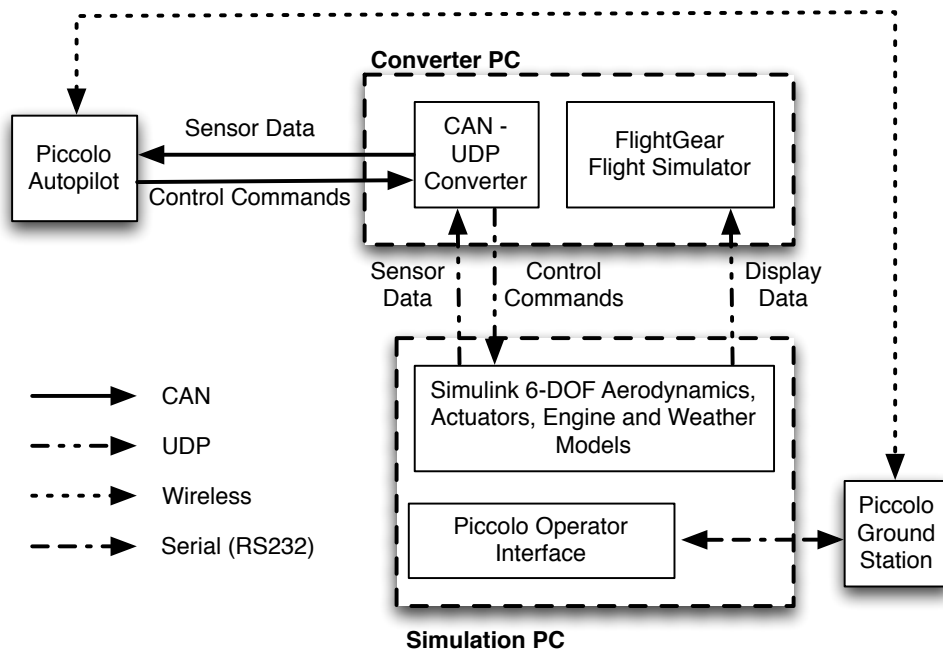 Converter PC
Piccolo
Autopilot
Sensor Data
Control Commands
CAN -
UDP
Converter
FlightGear
Flight Simulator
Sensor
Data
Control
Commands
Display
Data
Simulink 6-DOF Aerodynamics,
Actuators, Engine and Weather
Models
Piccolo Operator
Interface
Simulation PC
Piccolo
Ground
Station
CAN
UDP
Wireless
Serial (RS232)